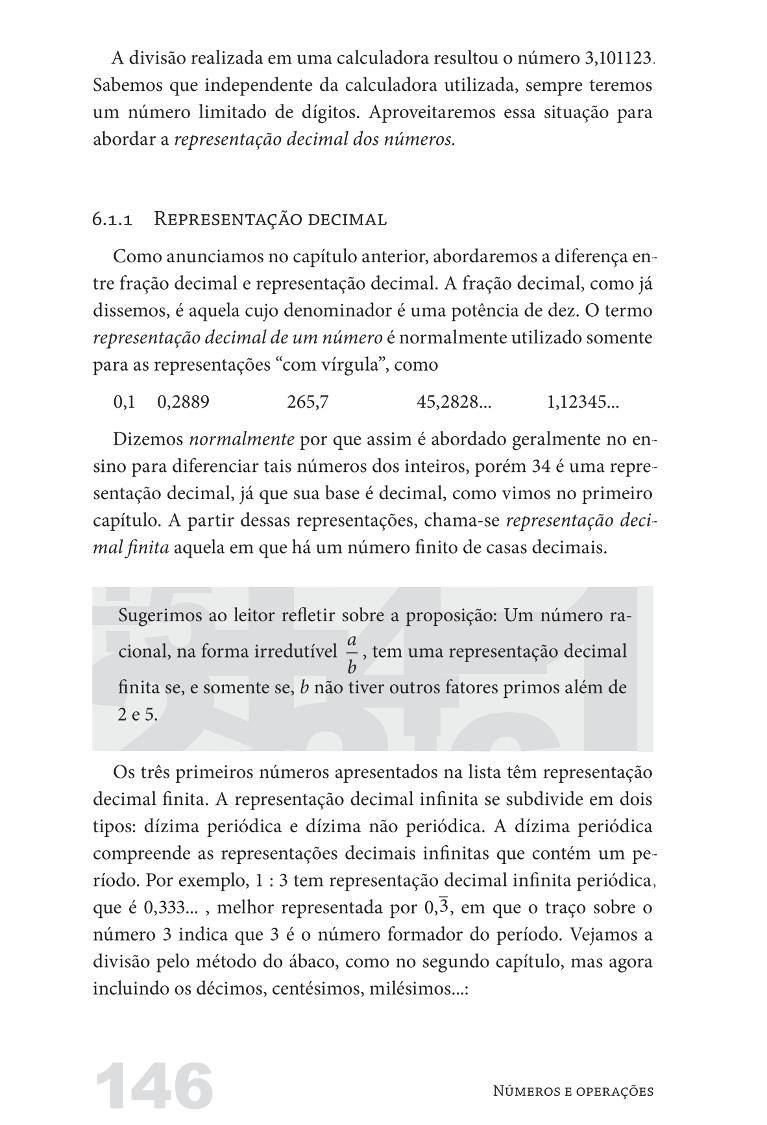 A divisão realizada em uma calculadora resultou o número 3,101123.
Sabemos que independente da calculadora utilizada, sempre teremos
um número limitado de dígitos. Aproveitaremos essa situação para
abordar a representação decimal dos números.
6.1.1 Representação decimal
Como anunciamos no capítulo anterior, abordaremos a diferença en-
tre fração decimal e representação decimal. A fração decimal, como já
dissemos, é aquela cujo denominador é uma potência de dez. O termo
representação decimal de um número é normalmente utilizado somente
para as representações “com vírgula”, como
0,1 0,2889 265,7 45,2828... 1,12345...
Dizemos normalmente por que assim é abordado geralmente no en-
sino para diferenciar tais números dos inteiros, porém 34 é uma repre-
sentação decimal, já que sua base é decimal, como vimos no primeiro
capítulo. A partir dessas representações, chama-se representação deci-
mal finita aquela em que há um número finito de casas decimais.
Sugerimos ao leitor refletir sobre a proposição: Um número ra-
cional, na forma irredutível a/b, tem uma representação decimal
finita se, e somente se, b não tiver outros fatores primos além de
2 e 5.
Os três primeiros números apresentados na lista têm representação
decimal finita. A representação decimal infinita se subdivide em dois
tipos: dízima periódica e dízima não periódica. A dízima periódica
compreende as representações decimais infinitas que contém um pe-
ríodo. Por exemplo, 1 : 3 tem representação decimal infinita periódica,
que é 0,333... , melhor representada por 0,3̅, em que o traço sobre o
número 3 indica que 3 é o número formador do período. Vejamos a
divisão pelo método do ábaco, como no segundo capítulo, mas agora
incluindo os décimos, centésimos, milésimos...:
146
Números e operações